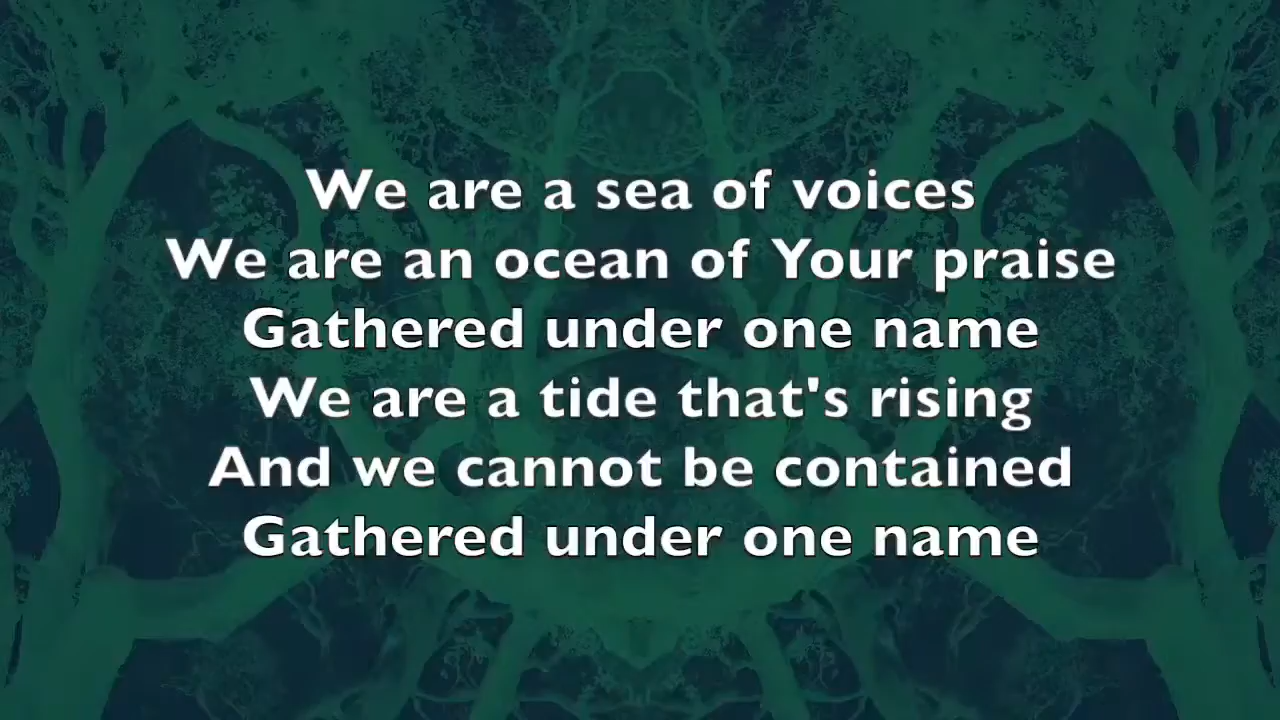 We are a sea of voices
We are an ocean of Your praise
Gathered under one name
We are a tide that's rising
And we cannot be contained
Gathered under one name